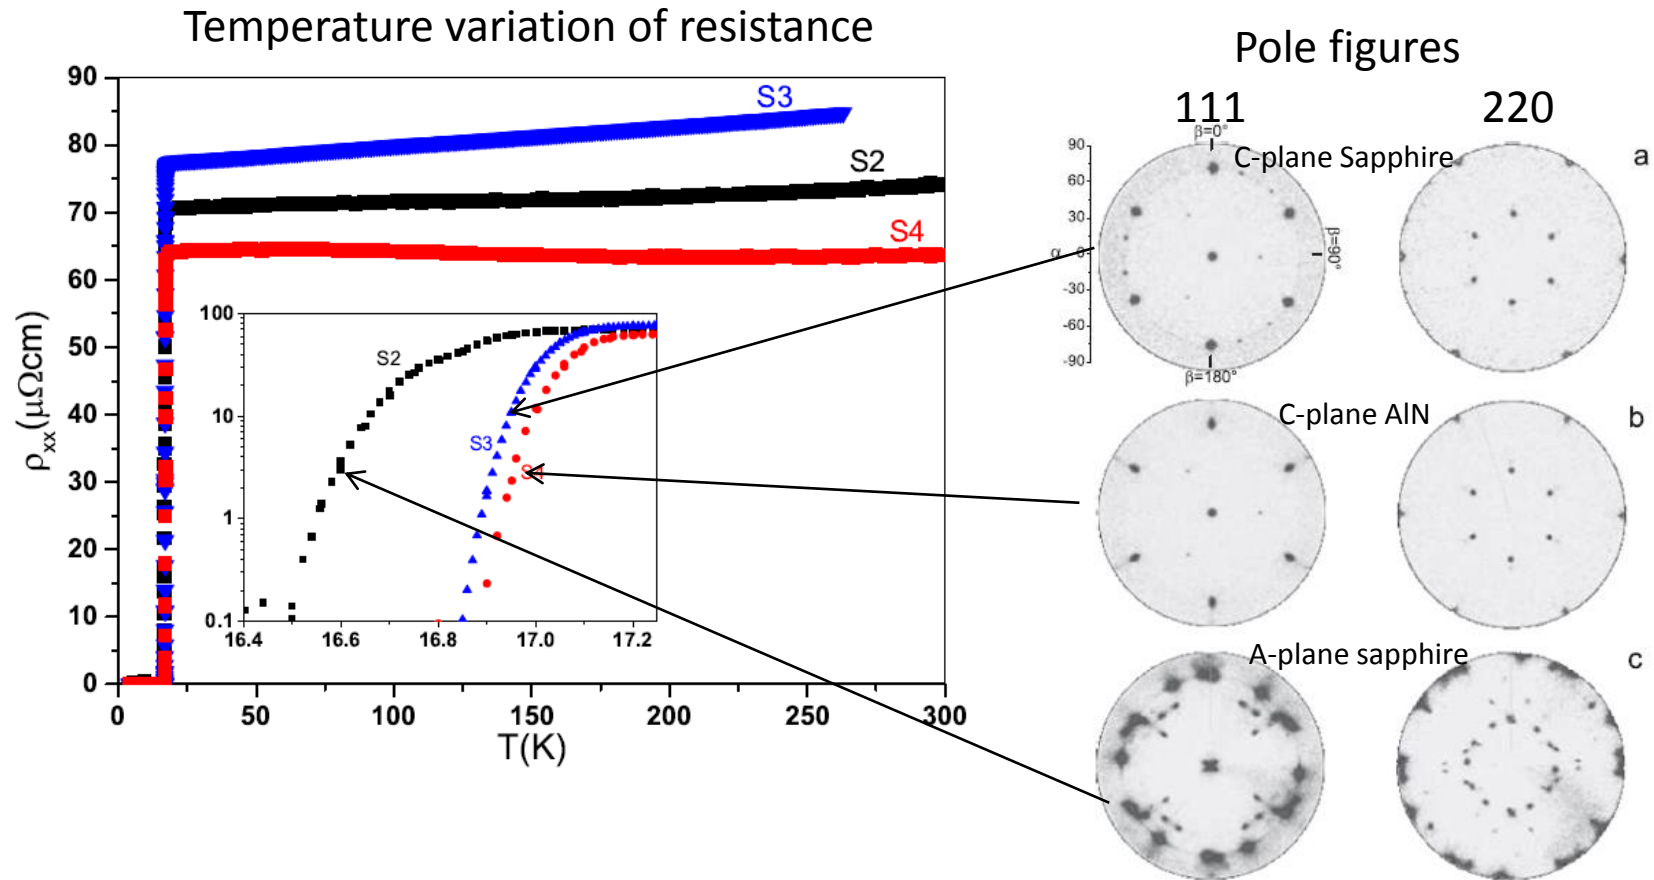 Temperature variation of resistance
90
80
70
60
50
40
30
20
10
0
ρxx(μΩcm)
S3
S2
S4
100
10
1
0.1
S2
S3
S4
16.4
16.6
16.8
17.0
17.2
0
50
100
150
200
250
300
T(K)
Pole figures
111
220
β=0°
C-plane Sapphire
a
90
60
30
α
0
-30
-60
-90
β=90°
β=180°
C-plane AlN
b
A-plane sapphire
c